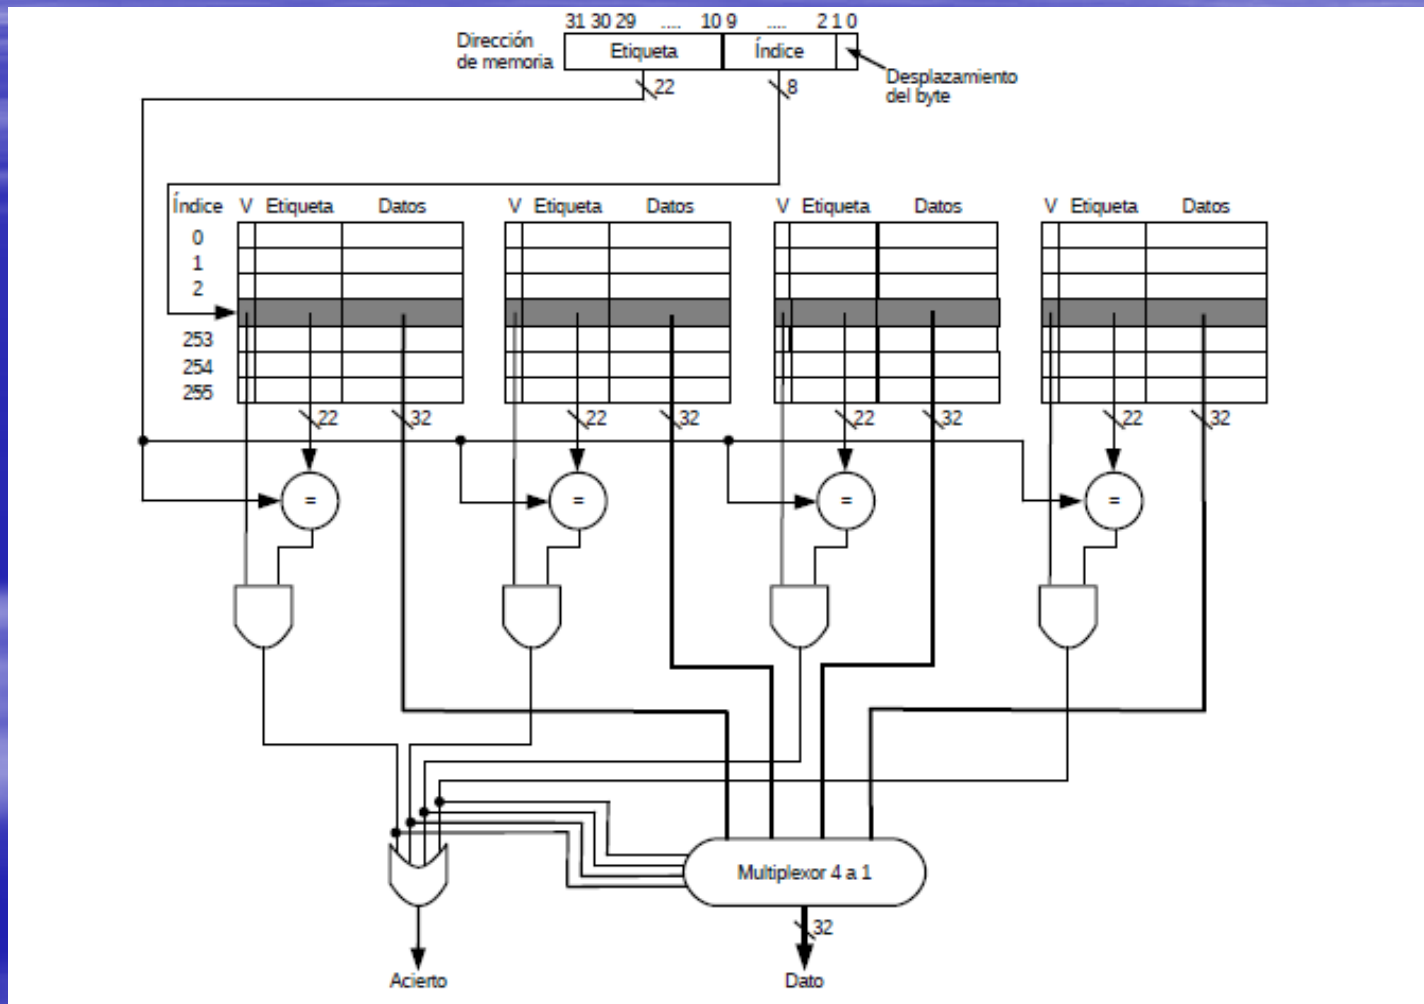 31 30 29 .... 10 9 .... 2 1 0
Dirección
de memoria
Etiqueta
Índice
Desplazamiento
del byte
22
8
Índice V Etiqueta Datos V Etiqueta Datos V Etiqueta Datos V Etiqueta Datos
0
1
2
253
254
255
22 32 22 32 22 32 22 32
= = = =
Multiplexor 4 a 1
32
Acierto Dato